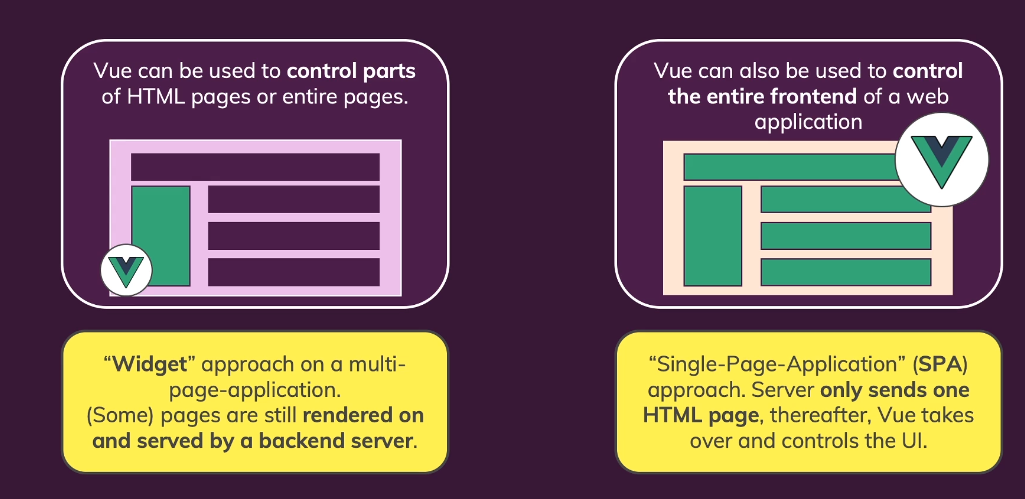 Vue can be used to control parts
of HTML pages or entire pages.
“Widget” approach on a multi-
page-application.
(Some) pages are still rendered on
and served by a backend server.
Vue can also be used to control
the entire frontend of a web
application
“Single-Page-Application” (SPA)
approach. Server only sends one
HTML page, thereafter, Vue takes
over and controls the UI.